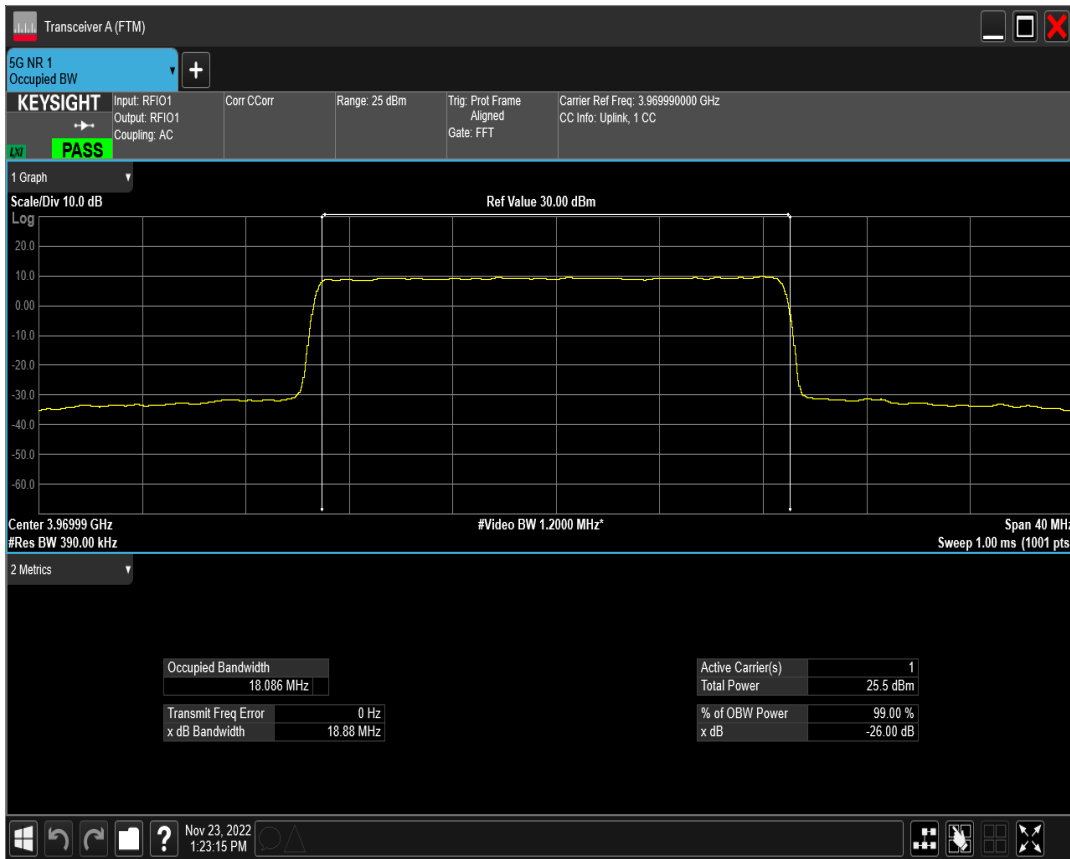 Transceiver A (FTM)
5G NR 1
Occupied BW
+
KEYSIGHT
LXI
PASS
Input: RFIO1
Output: RFIO1
Coupling: AC
Corr CCorr
Range: 25 dBm
Trig: Prot Frame
Aligned
Gate: FFT
Carrier Ref Freq: 3.969990000 GHz
CC Info: Uplink, 1 CC
1 Graph
Scale/Div 10.0 dB
Ref Value 30.00 dBm
Log
20.0
10.0
0.00
-10.0
-20.0
-30.0
-40.0
-50.0
-60.0
Center 3.96999 GHz
#Video BW 1.2000 MHz*
Span 40 MHz
#Res BW 390.00 kHz
Sweep 1.00 ms (1001 pts
2 Metrics
Occupied Bandwidth
18.086 MHz
Transmit Freq Error 0 Hz
x dB Bandwidth 18.88 MHz
Active Carrier(s) 1
Total Power 25.5 dBm
% of OBW Power 99.00 %
x dB -26.00 dB
?
Nov 23, 2022
1:23:15 PM